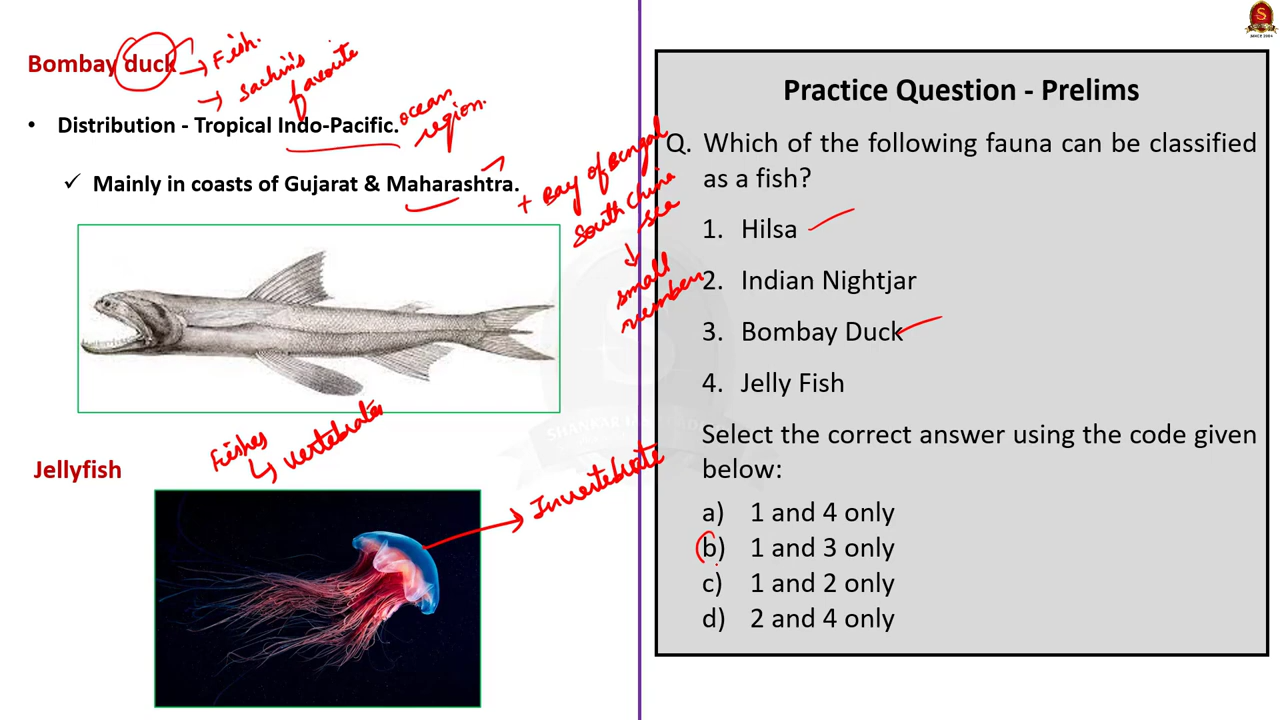 Bombay duck
→ Fish.
→ Sachin's
favorite
• Distribution - Tropical Indo-Pacific.
ocean
region.
✓ Mainly in coasts of Gujarat & Maharashtra.
+ Bay of Bengal
South China
sea
↓
small
numbers
Fishes
↳ vertebrates
Jellyfish
→ Invertebrate
SINCE 2004
Practice Question - Prelims
Q. Which of the following fauna can be classified
as a fish?
1. Hilsa
2. Indian Nightjar
3. Bombay Duck
4. Jelly Fish
Select the correct answer using the code given
below:
a) 1 and 4 only
b) 1 and 3 only
c) 1 and 2 only
d) 2 and 4 only